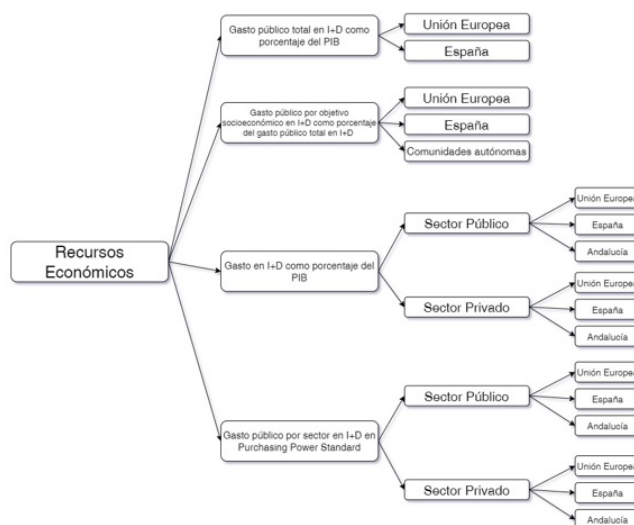 Recursos
Económicos
Gasto público total en I+D como
porcentaje del PIB
Unión Europea
España
Gasto público por objetivo
socioeconómico en I+D como porcentaje
del gasto público total en I+D
Unión Europea
España
Comunidades autónomas
Gasto en I+D como porcentaje del
PIB
Sector Público
Unión Europea
España
Andalucía
Sector Privado
Unión Europea
España
Andalucía
Gasto público por sector en I+D en
Purchasing Power Standard
Sector Público
Unión Europea
España
Andalucía
Sector Privado
Unión Europea
España
Andalucía